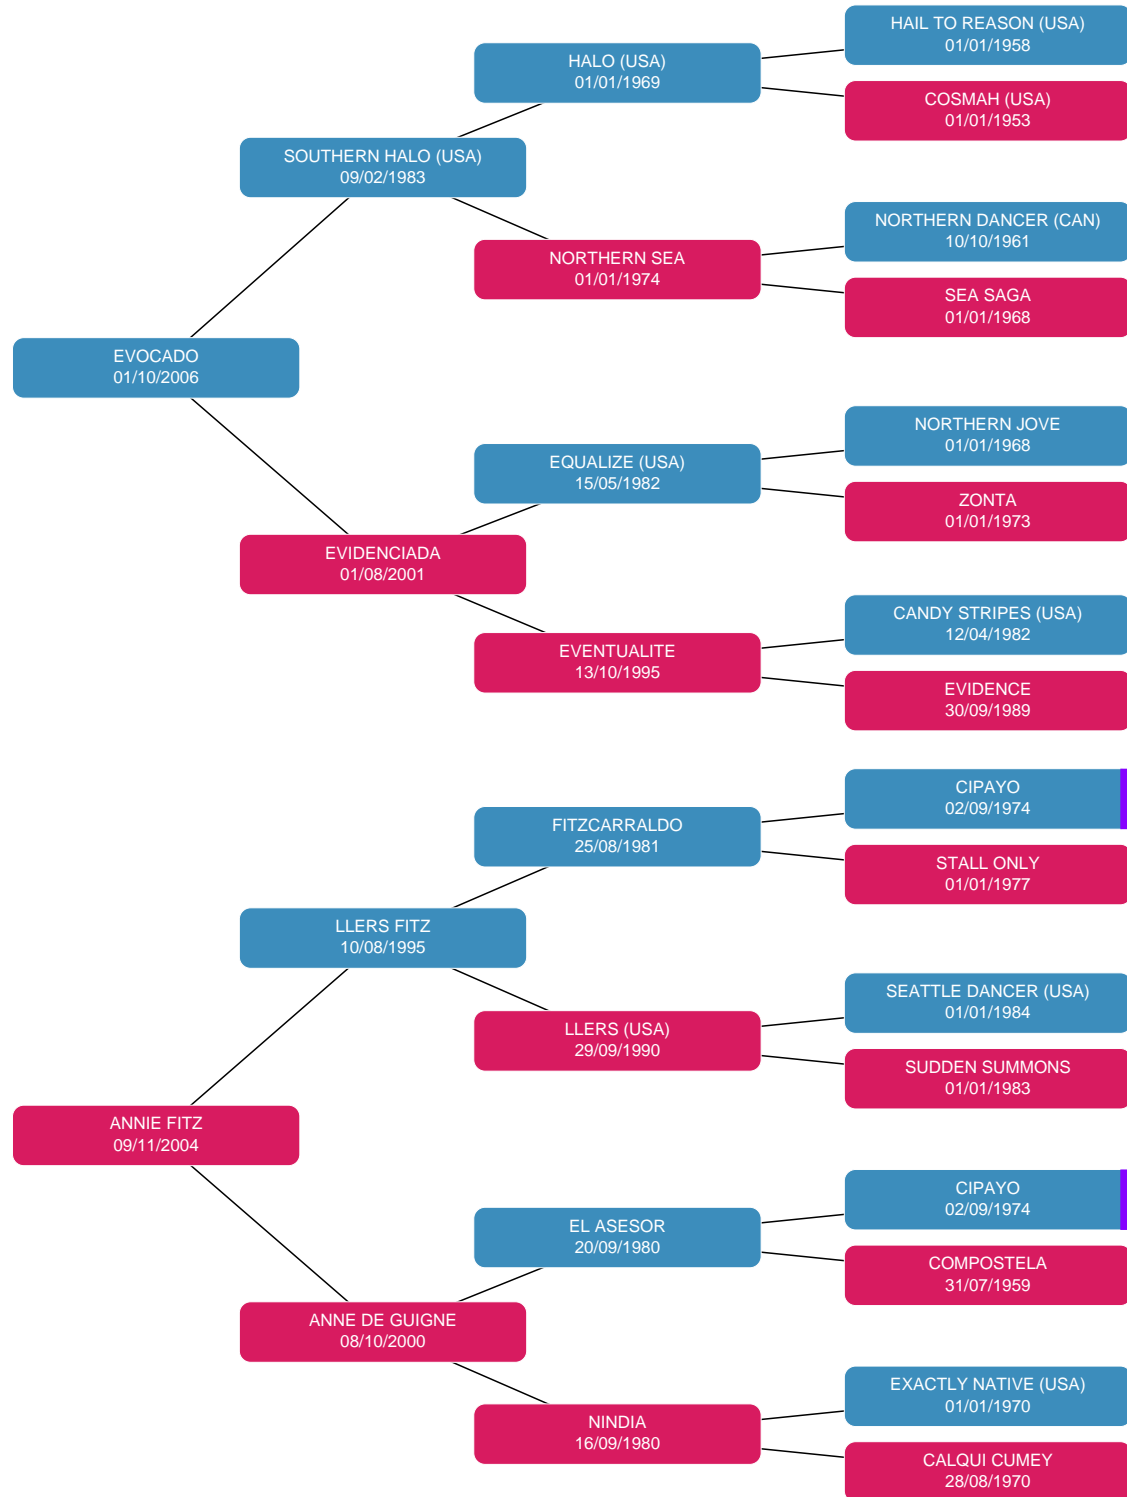 HAIL TO REASON (USA)
01/01/1958
HALO (USA)
01/01/1969
COSMAH (USA)
01/01/1953
SOUTHERN HALO (USA)
09/02/1983
NORTHERN DANCER (CAN)
10/10/1961
NORTHERN SEA
01/01/1974
SEA SAGA
01/01/1968
EVOCADO
01/10/2006
NORTHERN JOVE
01/01/1968
EQUALIZE (USA)
15/05/1982
ZONTA
01/01/1973
EVIDENCIADA
01/08/2001
CANDY STRIPES (USA)
12/04/1982
EVENTUALITE
13/10/1995
EVIDENCE
30/09/1989
CIPAYO
02/09/1974
FITZCARRALDO
25/08/1981
STALL ONLY
01/01/1977
LLERS FITZ
10/08/1995
SEATTLE DANCER (USA)
01/01/1984
LLERS (USA)
29/09/1990
SUDDEN SUMMONS
01/01/1983
ANNIE FITZ
09/11/2004
CIPAYO
02/09/1974
EL ASESOR
20/09/1980
COMPOSTELA
31/07/1959
ANNE DE GUIGNE
08/10/2000
EXACTLY NATIVE (USA)
01/01/1970
NINDIA
16/09/1980
CALQUI CUMEY
28/08/1970